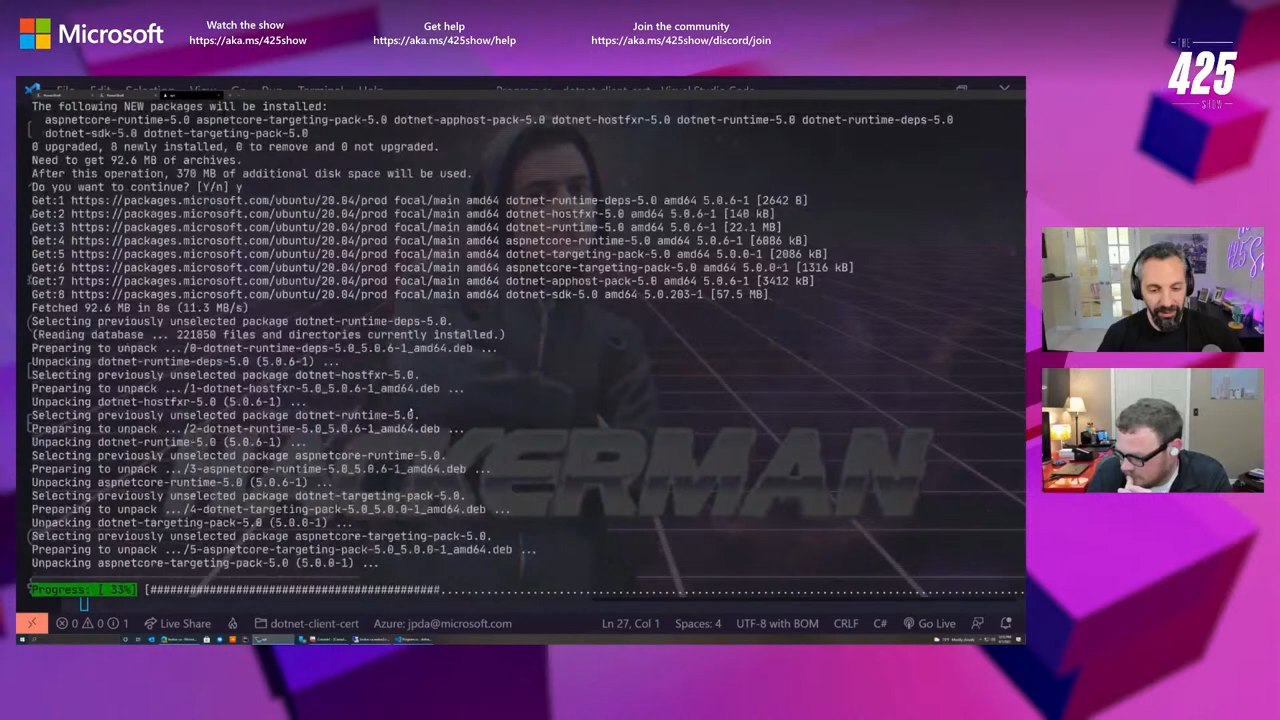 Microsoft
Watch the show
https://aka.ms/425show
Get help
https://aka.ms/425show/help
Join the community
https://aka.ms/425show/discord/join
THE
425
SHOW
The following NEW packages will be installed:
aspnetcore-runtime-5.0 aspnetcore-targeting-pack-5.0 dotnet-apphost-pack-5.0 dotnet-hostfxr-5.0 dotnet-runtime-5.0 dotnet-runtime-deps-5.0
dotnet-sdk-5.0 dotnet-targeting-pack-5.0
0 upgraded, 8 newly installed, 0 to remove and 0 not upgraded.
Need to get 92.6 MB of archives.
After this operation, 370 MB of additional disk space will be used.
Do you want to continue? [Y/n] y
Get:1 https://packages.microsoft.com/ubuntu/20.04/prod focal/main amd64 dotnet-runtime-deps-5.0 amd64 5.0.6-1 [2642 B]
Get:2 https://packages.microsoft.com/ubuntu/20.04/prod focal/main amd64 dotnet-hostfxr-5.0 amd64 5.0.6-1 [140 kB]
Get:3 https://packages.microsoft.com/ubuntu/20.04/prod focal/main amd64 dotnet-runtime-5.0 amd64 5.0.6-1 [22.1 MB]
Get:4 https://packages.microsoft.com/ubuntu/20.04/prod focal/main amd64 aspnetcore-runtime-5.0 amd64 5.0.6-1 [6086 kB]
Get:5 https://packages.microsoft.com/ubuntu/20.04/prod focal/main amd64 dotnet-targeting-pack-5.0 amd64 5.0.0-1 [2086 kB]
Get:6 https://packages.microsoft.com/ubuntu/20.04/prod focal/main amd64 aspnetcore-targeting-pack-5.0 amd64 5.0.0-1 [1316 kB]
Get:7 https://packages.microsoft.com/ubuntu/20.04/prod focal/main amd64 dotnet-apphost-pack-5.0 amd64 5.0.6-1 [3412 kB]
Get:8 https://packages.microsoft.com/ubuntu/20.04/prod focal/main amd64 dotnet-sdk-5.0 amd64 5.0.203-1 [57.5 MB]
Fetched 92.6 MB in 8s (11.3 MB/s)
Selecting previously unselected package dotnet-runtime-deps-5.0.
(Reading database ... 221850 files and directories currently installed.)
Preparing to unpack .../0-dotnet-runtime-deps-5.0_5.0.6-1_amd64.deb ...
Unpacking dotnet-runtime-deps-5.0 (5.0.6-1) ...
Selecting previously unselected package dotnet-hostfxr-5.0.
Preparing to unpack .../1-dotnet-hostfxr-5.0_5.0.6-1_amd64.deb ...
Unpacking dotnet-hostfxr-5.0 (5.0.6-1) ...
Selecting previously unselected package dotnet-runtime-5.0.
Preparing to unpack .../2-dotnet-runtime-5.0_5.0.6-1_amd64.deb ...
Unpacking dotnet-runtime-5.0 (5.0.6-1) ...
Selecting previously unselected package aspnetcore-runtime-5.0.
Preparing to unpack .../3-aspnetcore-runtime-5.0_5.0.6-1_amd64.deb ...
Unpacking aspnetcore-runtime-5.0 (5.0.6-1) ...
Selecting previously unselected package dotnet-targeting-pack-5.0.
Preparing to unpack .../4-dotnet-targeting-pack-5.0_5.0.0-1_amd64.deb ...
Unpacking dotnet-targeting-pack-5.0 (5.0.0-1) ...
Selecting previously unselected package aspnetcore-targeting-pack-5.0.
Preparing to unpack .../5-aspnetcore-targeting-pack-5.0_5.0.0-1_amd64.deb ...
Unpacking aspnetcore-targeting-pack-5.0 (5.0.0-1) ...
CKERMAN
Progress: [ 33%]
0 0 1 Live Share dotnet-client-cert Azure: jpda@microsoft.com Ln 27, Col 1 Spaces: 4 UTF-8 with BOM CRLF C# Go Live